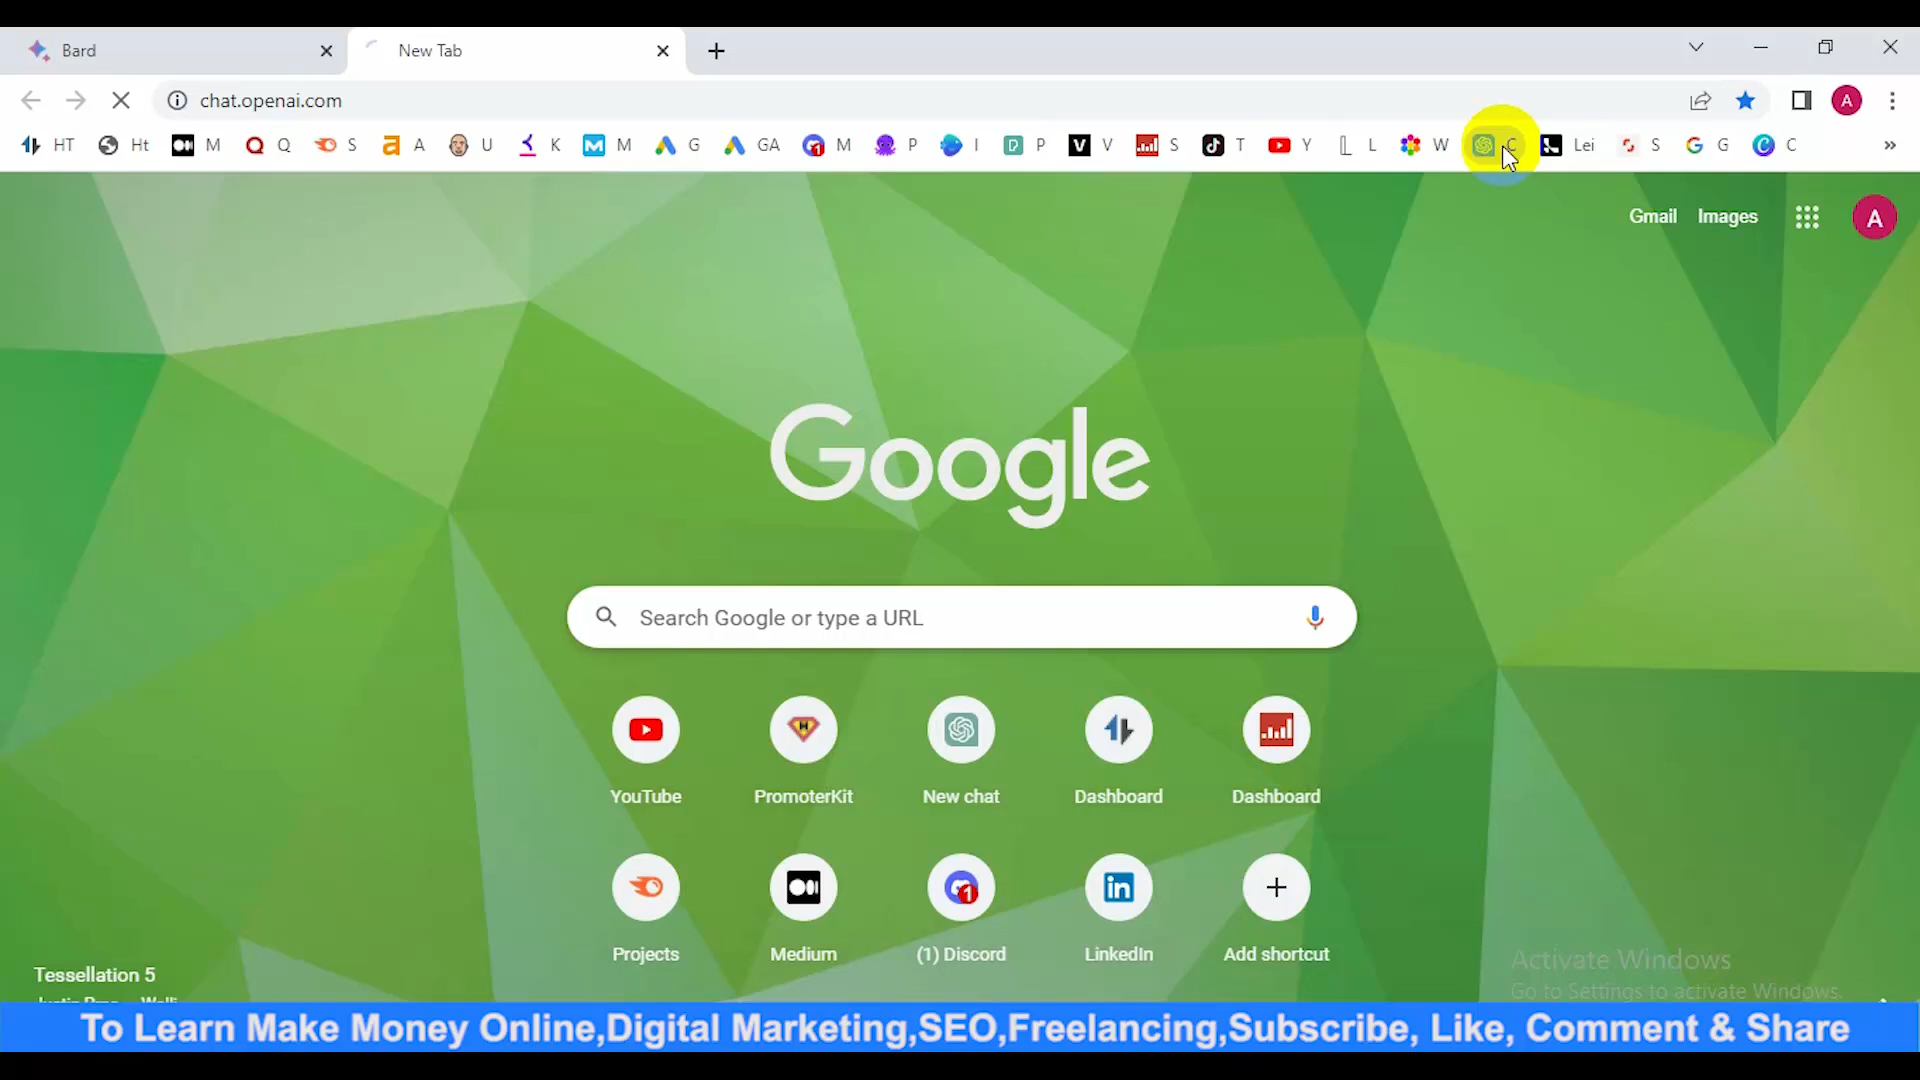 Bard
New Tab
chat.openai.com
HT Ht M Q S A U K M G GA M P I P V S T Y L W C Lei S G C
Gmail Images A
Google
Search Google or type a URL
YouTube PromoterKit New chat Dashboard Dashboard
Projects Medium (1) Discord LinkedIn Add shortcut
Tessellation 5
Activate Windows
Go to Settings to activate Windows.
To Learn Make Money Online,Digital Marketing,SEO,Freelancing,Subscribe, Like, Comment & Share